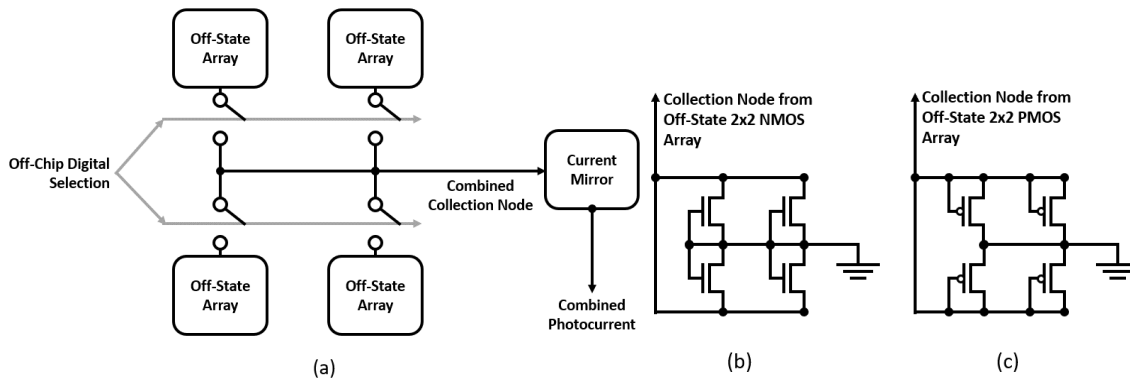 Off-State
Array
Off-State
Array
Off-Chip Digital
Selection
Combined
Collection Node
Current
Mirror
Off-State
Array
Off-State
Array
Combined
Photocurrent
(a)
Collection Node from
Off-State 2x2 NMOS
Array
(b)
Collection Node from
Off-State 2x2 PMOS
Array
(c)